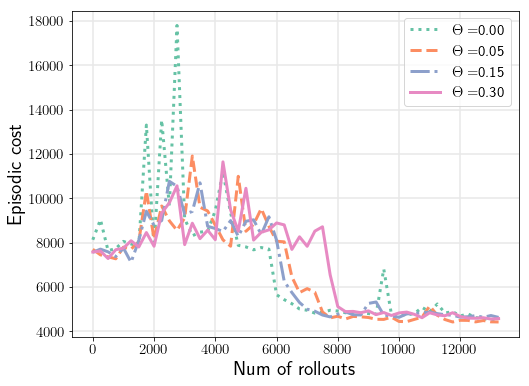 18000
16000
14000
12000
10000
8000
6000
4000
Episodic cost
0
2000
4000
6000
8000
10000
12000
Num of rollouts
Θ =0.00
Θ =0.05
Θ =0.15
Θ =0.30